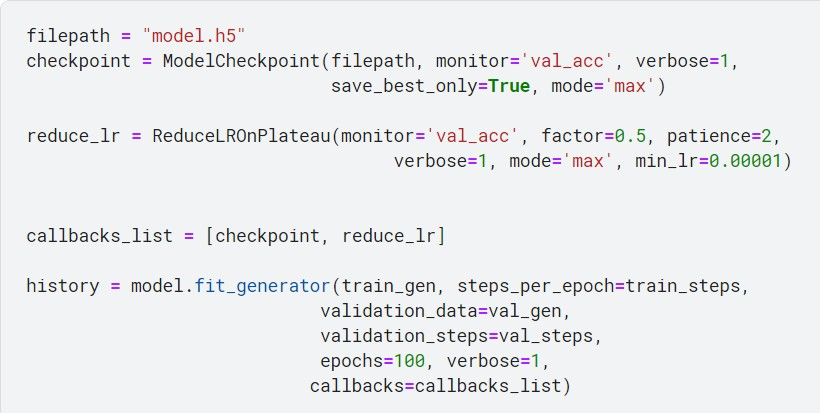 filepath = "model.h5"
checkpoint = ModelCheckpoint(filepath, monitor='val_acc', verbose=1,
save_best_only=True, mode='max')
reduce_lr = ReduceLROnPlateau(monitor='val_acc', factor=0.5, patience=2,
verbose=1, mode='max', min_lr=0.00001)
callbacks_list = [checkpoint, reduce_lr]
history = model.fit_generator(train_gen, steps_per_epoch=train_steps,
validation_data=val_gen,
validation_steps=val_steps,
epochs=100, verbose=1,
callbacks=callbacks_list)